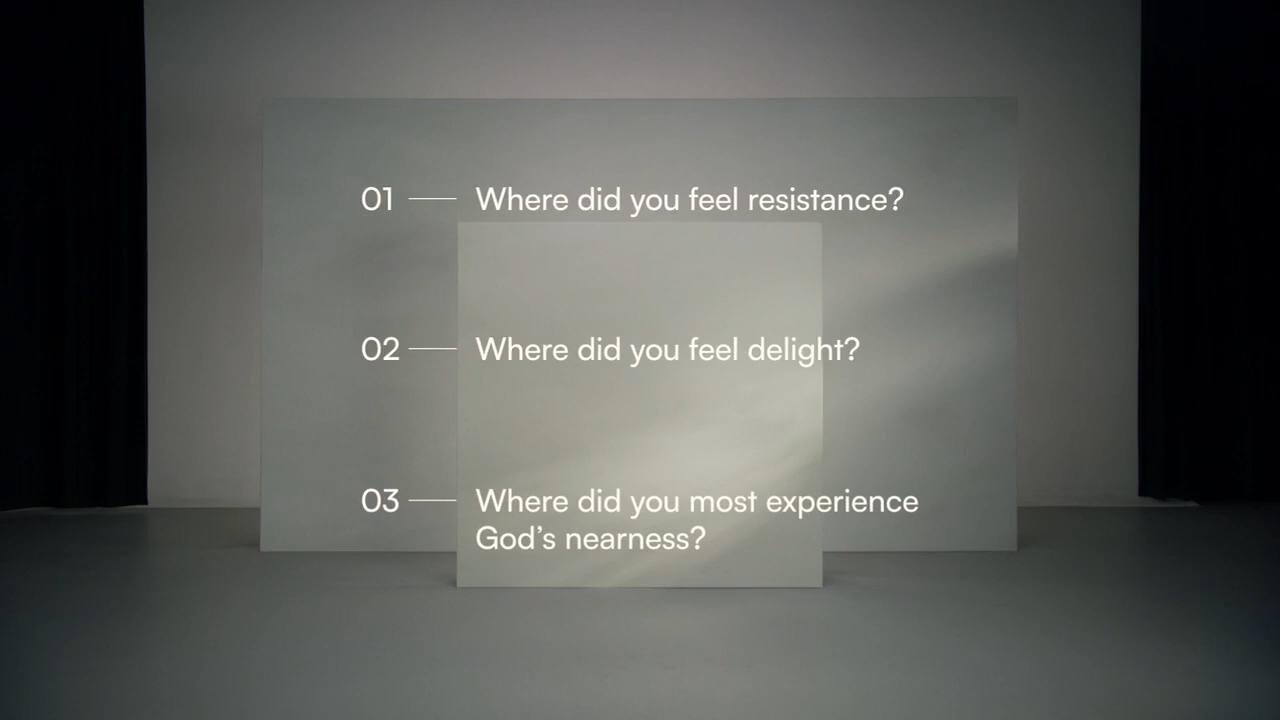 01 — Where did you feel resistance?
02 — Where did you feel delight?
03 — Where did you most experience
God’s nearness?